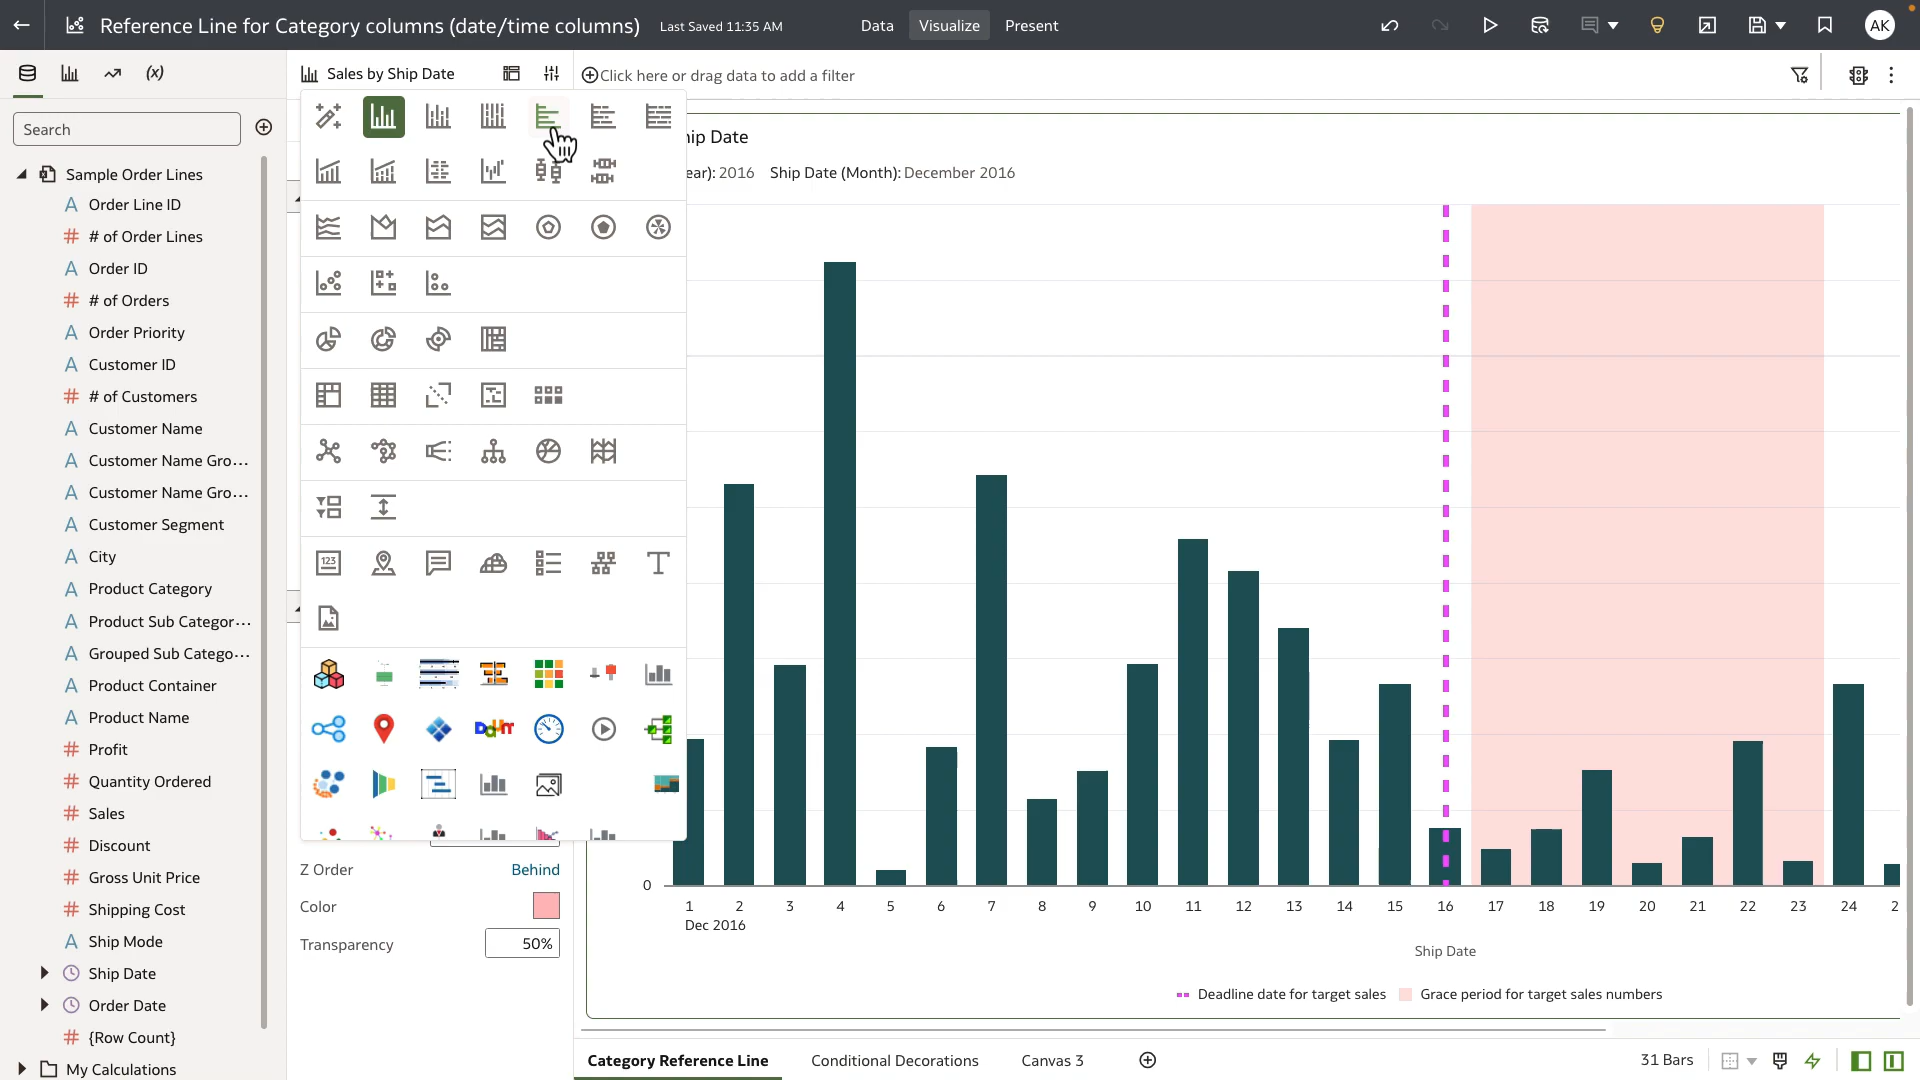 Reference Line for Category columns (date/time columns)
Last Saved 11:35 AM
Data
Visualize
Present
AK
(x)
Sales by Ship Date
Click here or drag data to add a filter
Search
Sample Order Lines
Order Line ID
# of Order Lines
Order ID
# of Orders
Order Priority
Customer ID
# of Customers
Customer Name
Customer Name Gro...
Customer Name Gro...
Customer Segment
City
Product Category
Product Sub Categor...
Grouped Sub Catego...
Product Container
Product Name
Profit
Quantity Ordered
Sales
Discount
Gross Unit Price
Shipping Cost
Ship Mode
Ship Date
Order Date
{Row Count}
My Calculations
123
T
Z Order
Behind
Color
Transparency
50%
ip Date
ear): 2016 Ship Date (Month): December 2016
0
1 2 3 4 5 6 7 8 9 10 11 12 13 14 15 16 17 18 19 20 21 22 23 24 2
Dec 2016
Ship Date
Deadline date for target sales
Grace period for target sales numbers
Category Reference Line
Conditional Decorations
Canvas 3
31 Bars